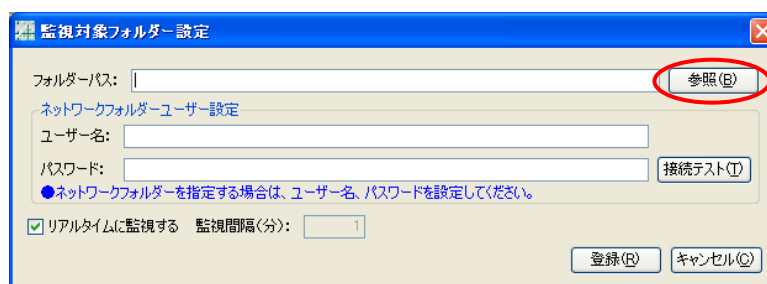 監視対象フォルダー設定
フォルダーパス: 参照(B)
ネットワークフォルダーユーザー設定
ユーザー名:
パスワード: 接続テスト(T)
●ネットワークフォルダーを指定する場合は、ユーザー名、パスワードを設定してください。
リアルタイムに監視する 監視間隔(分): 1
登録(R) キャンセル(C)